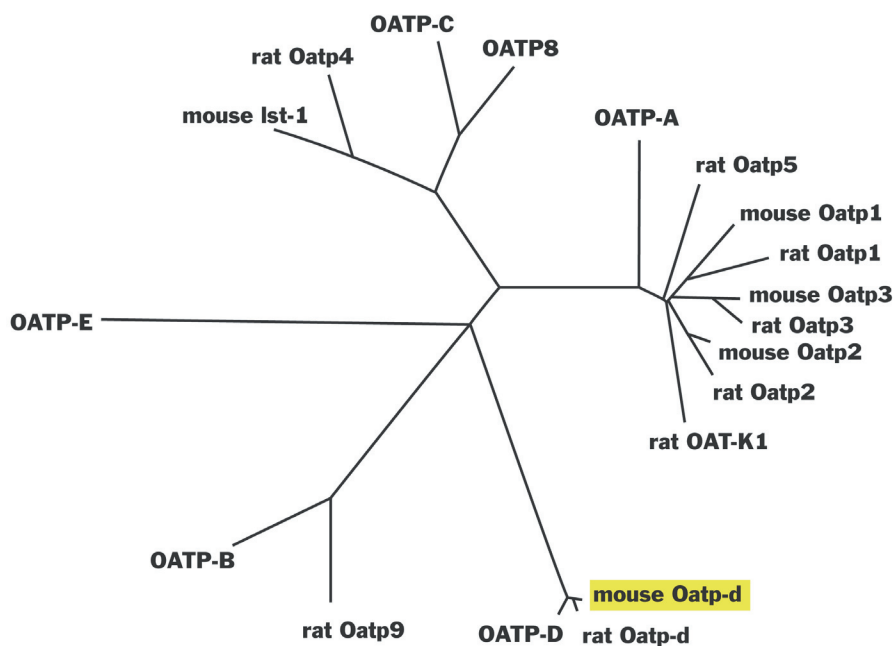 OATP-C
OATP8
rat Oatp4
mouse lst-1
OATP-A
rat Oatp5
mouse Oatp1
rat Oatp1
mouse Oatp3
rat Oatp3
mouse Oatp2
rat Oatp2
rat OAT-K1
OATP-E
OATP-B
rat Oatp9
mouse Oatp-d
OATP-D
rat Oatp-d